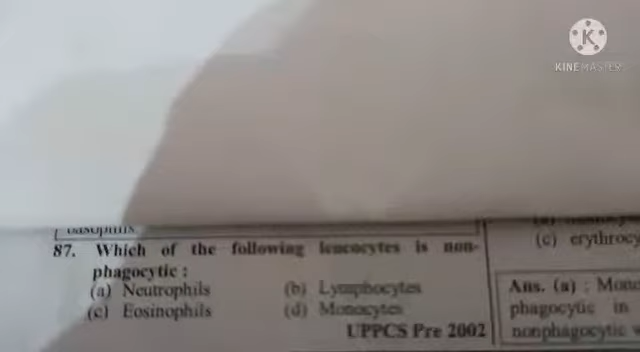 KINEMASTER
basophils
87. Which of the following leucocytes is non-
phagocytic :
(a) Neutrophils (b) Lymphocytes
(c) Eosinophils (d) Monocytes
UPPCS Pre 2002
(c) erythrocy
Ans. (a) : Mono
phagocytic in
nonphagocytic w